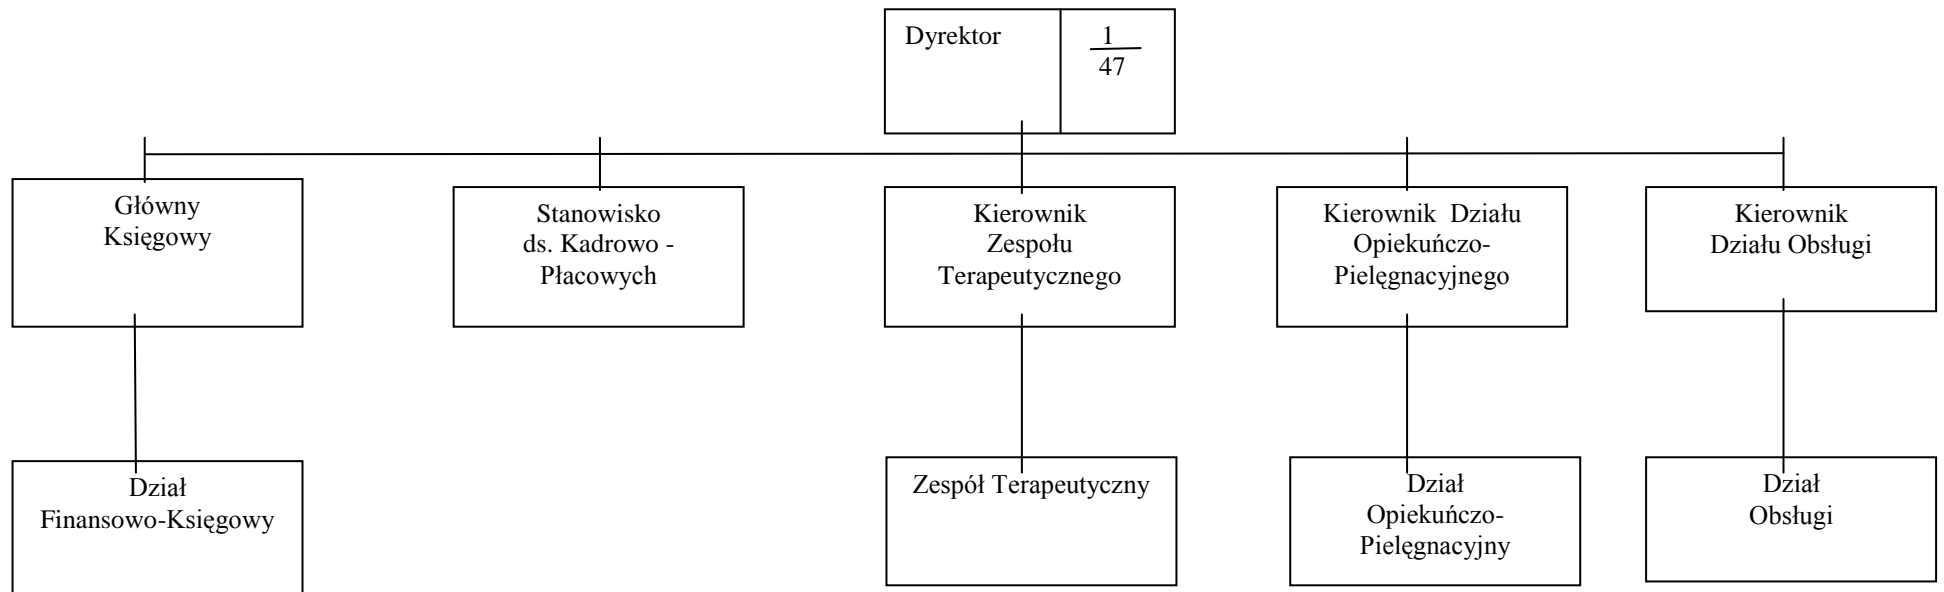 Dyrektor
1
47
Główny
Księgowy
Stanowisko
ds. Kadrowo -
Płacowych
Kierownik
Zespołu
Terapeutycznego
Kierownik Działu
Opiekuńczo-
Pielęgnacyjnego
Kierownik
Działu Obsługi
Dział
Finansowo-Księgowy
Zespół Terapeutyczny
Dział
Opiekuńczo-
Pielęgnacyjny
Dział
Obsługi